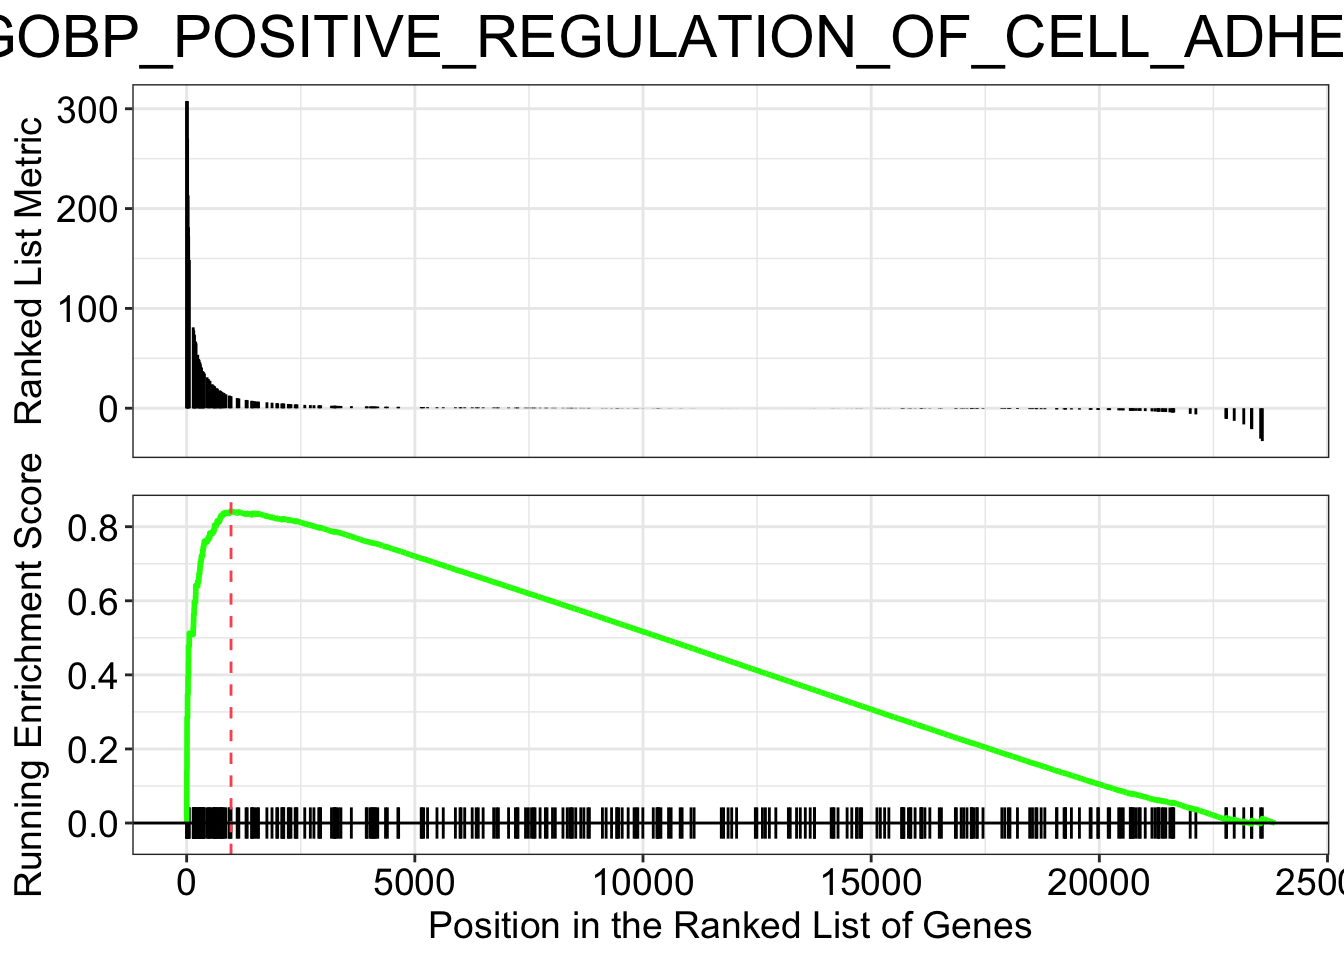 GOBP_POSITIVE_REGULATION_OF_CELL_ADHE
Ranked List Metric
300
200
100
0
Running Enrichment Score
0.8
0.6
0.4
0.2
0.0
0 5000 10000 15000 20000 2500
Position in the Ranked List of Genes